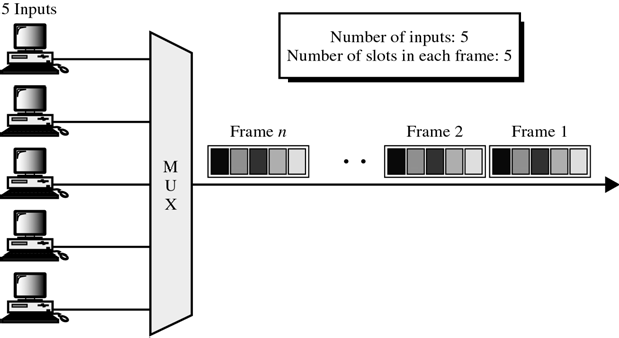 5 Inputs
Number of inputs: 5
Number of slots in each frame: 5
Frame n
Frame 2
Frame 1
M
U
X